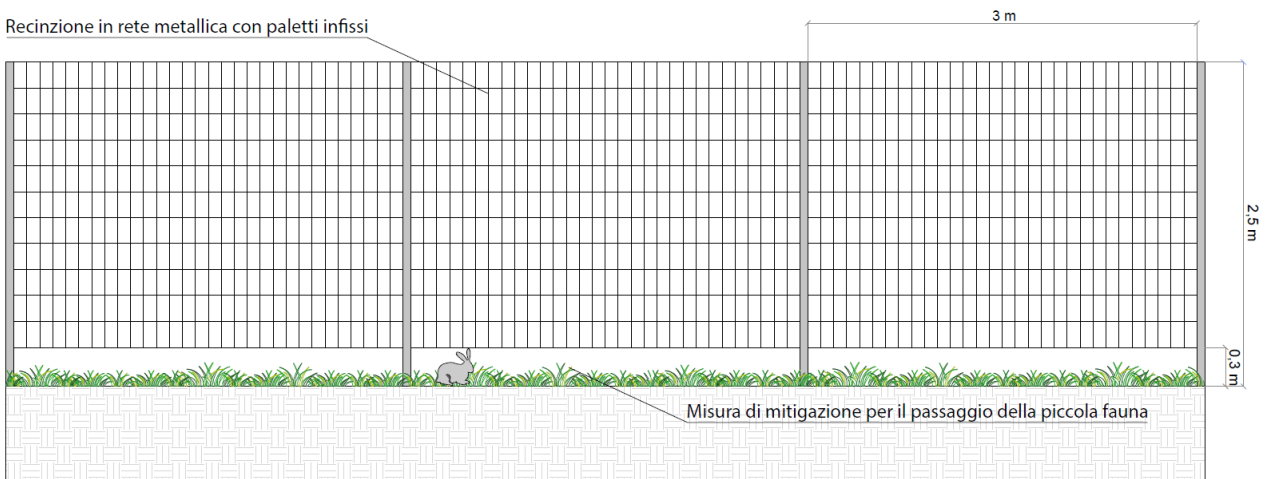 Recinzione in rete metallica con paletti infissi
3 m
2,5 m
0,3 m
Misura di mitigazione per il passaggio della piccola fauna